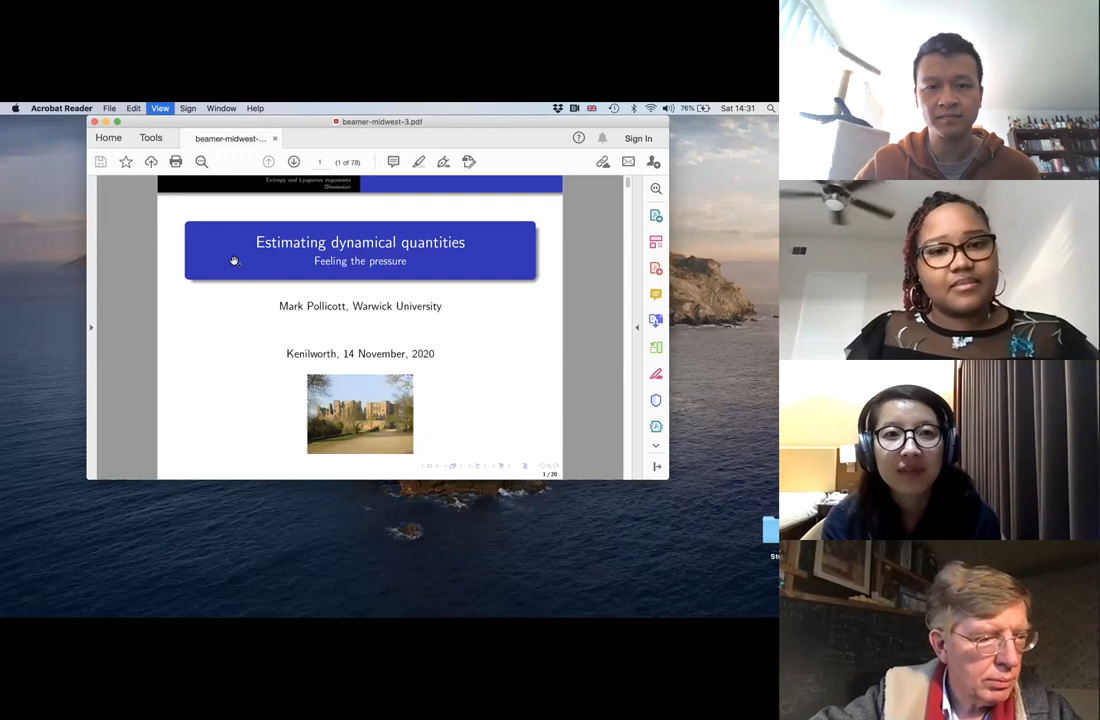 Acrobat Reader File Edit View Sign Window Help 76% Sat 14:31
beamer-midwest-3.pdf
Home Tools beamer-midwest-... × Sign In
1 (1 of 78)
Entropy and Lyapunov exponents
Dimension
Estimating dynamical quantities
Feeling the pressure
Mark Pollicott, Warwick University
Kenilworth, 14 November, 2020
1 / 20